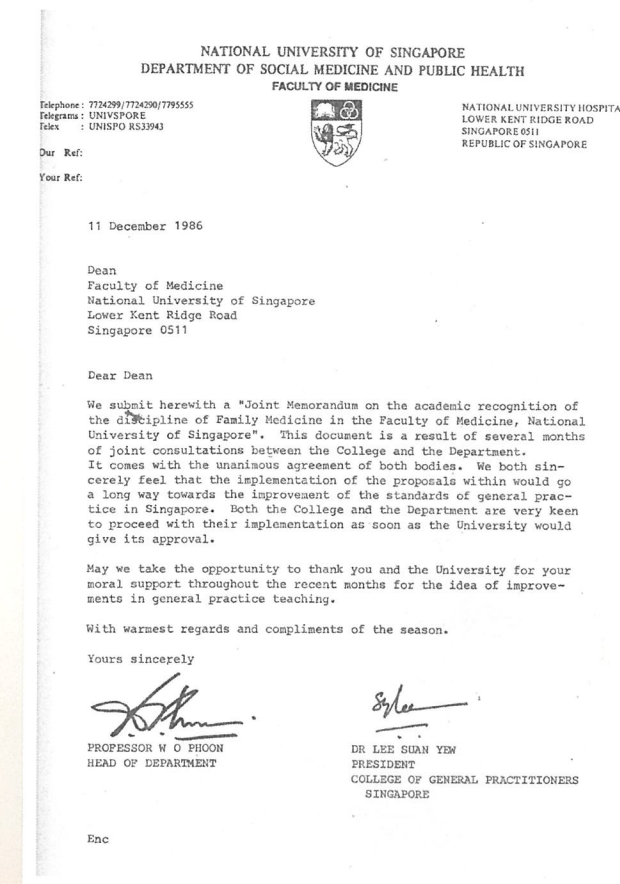 NATIONAL UNIVERSITY OF SINGAPORE
DEPARTMENT OF SOCIAL MEDICINE AND PUBLIC HEALTH
FACULTY OF MEDICINE
Telephone : 7724299/7724290/7795555
Telegrams : UNIVSPORE
Telex : UNISPO RS33943
Our Ref:
Your Ref:
NATIONAL UNIVERSITY HOSPITA
LOWER KENT RIDGE ROAD
SINGAPORE 0511
REPUBLIC OF SINGAPORE
11 December 1986
Dean
Faculty of Medicine
National University of Singapore
Lower Kent Ridge Road
Singapore 0511
Dear Dean
We submit herewith a "Joint Memorandum on the academic recognition of
the discipline of Family Medicine in the Faculty of Medicine, National
University of Singapore". This document is a result of several months
of joint consultations between the College and the Department.
It comes with the unanimous agreement of both bodies. We both sin-
cerely feel that the implementation of the proposals within would go
a long way towards the improvement of the standards of general prac-
tice in Singapore. Both the College and the Department are very keen
to proceed with their implementation as soon as the University would
give its approval.
May we take the opportunity to thank you and the University for your
moral support throughout the recent months for the idea of improve-
ments in general practice teaching.
With warmest regards and compliments of the season.
Yours sincerely
PROFESSOR W O PHOON
HEAD OF DEPARTMENT
Sylee
DR LEE SUAN YEW
PRESIDENT
COLLEGE OF GENERAL PRACTITIONERS
SINGAPORE
Enc